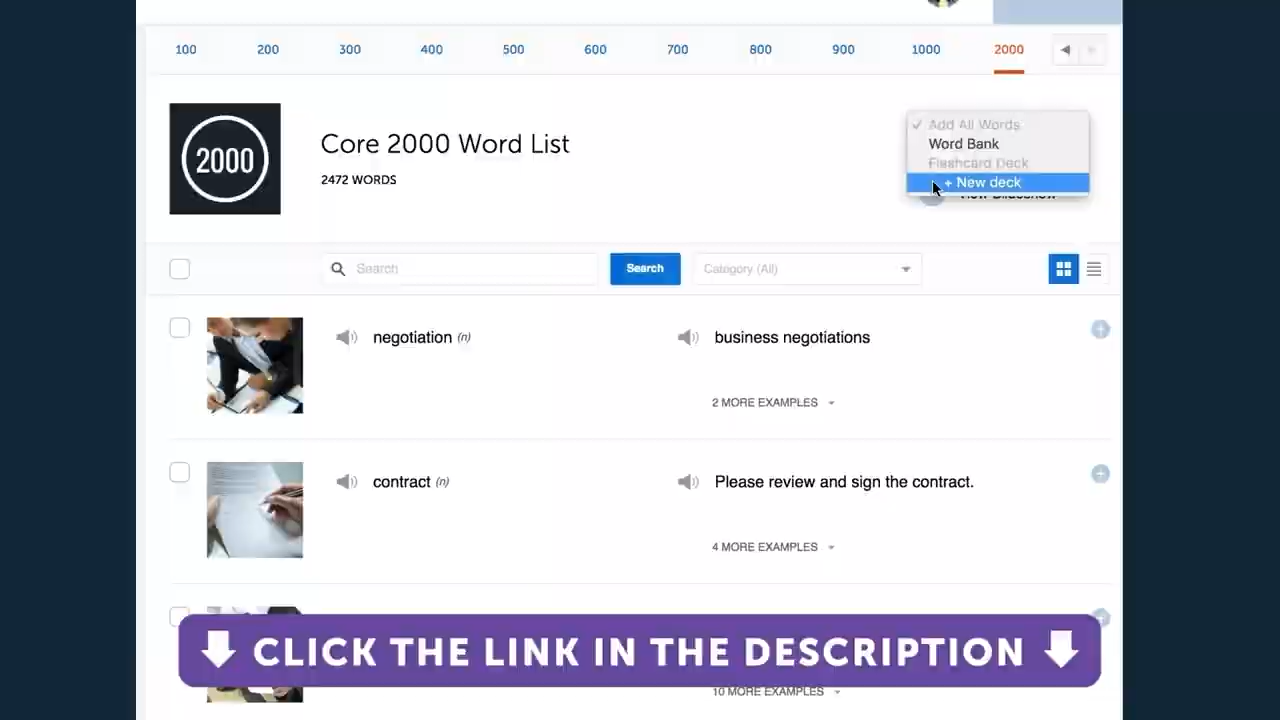 100 200 300 400 500 600 700 800 900 1000 2000
2000
Core 2000 Word List
2472 WORDS
Add All Words
Word Bank
Flashcard Deck
+ New deck
View Slideshow
Search
Search
Category (All)
negotiation (n)
business negotiations
2 MORE EXAMPLES
contract (n)
Please review and sign the contract.
4 MORE EXAMPLES
CLICK THE LINK IN THE DESCRIPTION
10 MORE EXAMPLES